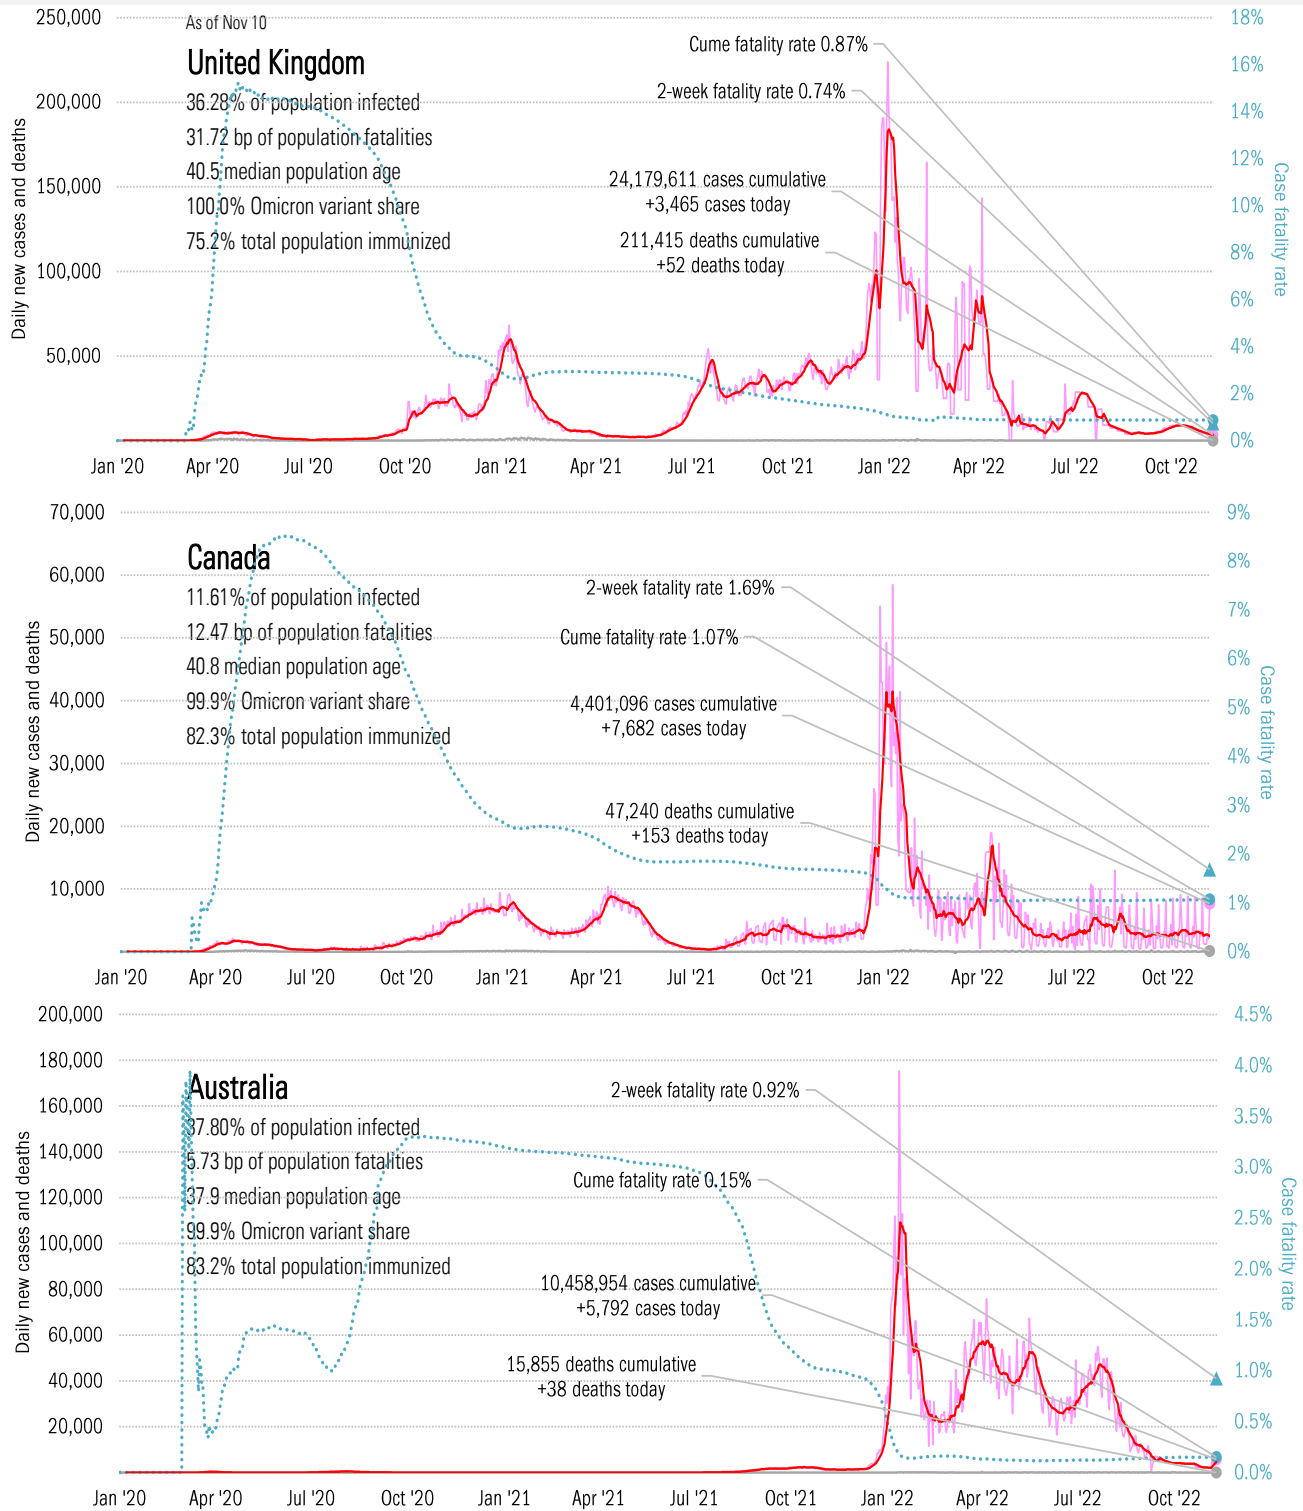 As of Nov 10
United Kingdom
36.28% of population infected
31.72 bp of population fatalities
40.5 median population age
100.0% Omicron variant share
75.2% total population immunized
Cume fatality rate 0.87%
2-week fatality rate 0.74%
24,179,611 cases cumulative
+3,465 cases today
211,415 deaths cumulative
+52 deaths today
Daily new cases and deaths
250,000
200,000
150,000
100,000
50,000
Case fatality rate
18%
16%
14%
12%
10%
8%
6%
4%
2%
0%
Jan '20 Apr '20 Jul '20 Oct '20 Jan '21 Apr '21 Jul '21 Oct '21 Jan '22 Apr '22 Jul '22 Oct '22
Canada
11.61% of population infected
12.47 bp of population fatalities
40.8 median population age
99.9% Omicron variant share
82.3% total population immunized
2-week fatality rate 1.69%
Cume fatality rate 1.07%
4,401,096 cases cumulative
+7,682 cases today
47,240 deaths cumulative
+153 deaths today
Daily new cases and deaths
70,000
60,000
50,000
40,000
30,000
20,000
10,000
Case fatality rate
9%
8%
7%
6%
5%
4%
3%
2%
1%
0%
Jan '20 Apr '20 Jul '20 Oct '20 Jan '21 Apr '21 Jul '21 Oct '21 Jan '22 Apr '22 Jul '22 Oct '22
Australia
37.80% of population infected
5.73 bp of population fatalities
37.9 median population age
99.9% Omicron variant share
83.2% total population immunized
2-week fatality rate 0.92%
Cume fatality rate 0.15%
10,458,954 cases cumulative
+5,792 cases today
15,855 deaths cumulative
+38 deaths today
Daily new cases and deaths
200,000
180,000
160,000
140,000
120,000
100,000
80,000
60,000
40,000
20,000
Case fatality rate
4.5%
4.0%
3.5%
3.0%
2.5%
2.0%
1.5%
1.0%
0.5%
0.0%
Jan '20 Apr '20 Jul '20 Oct '20 Jan '21 Apr '21 Jul '21 Oct '21 Jan '22 Apr '22 Jul '22 Oct '22